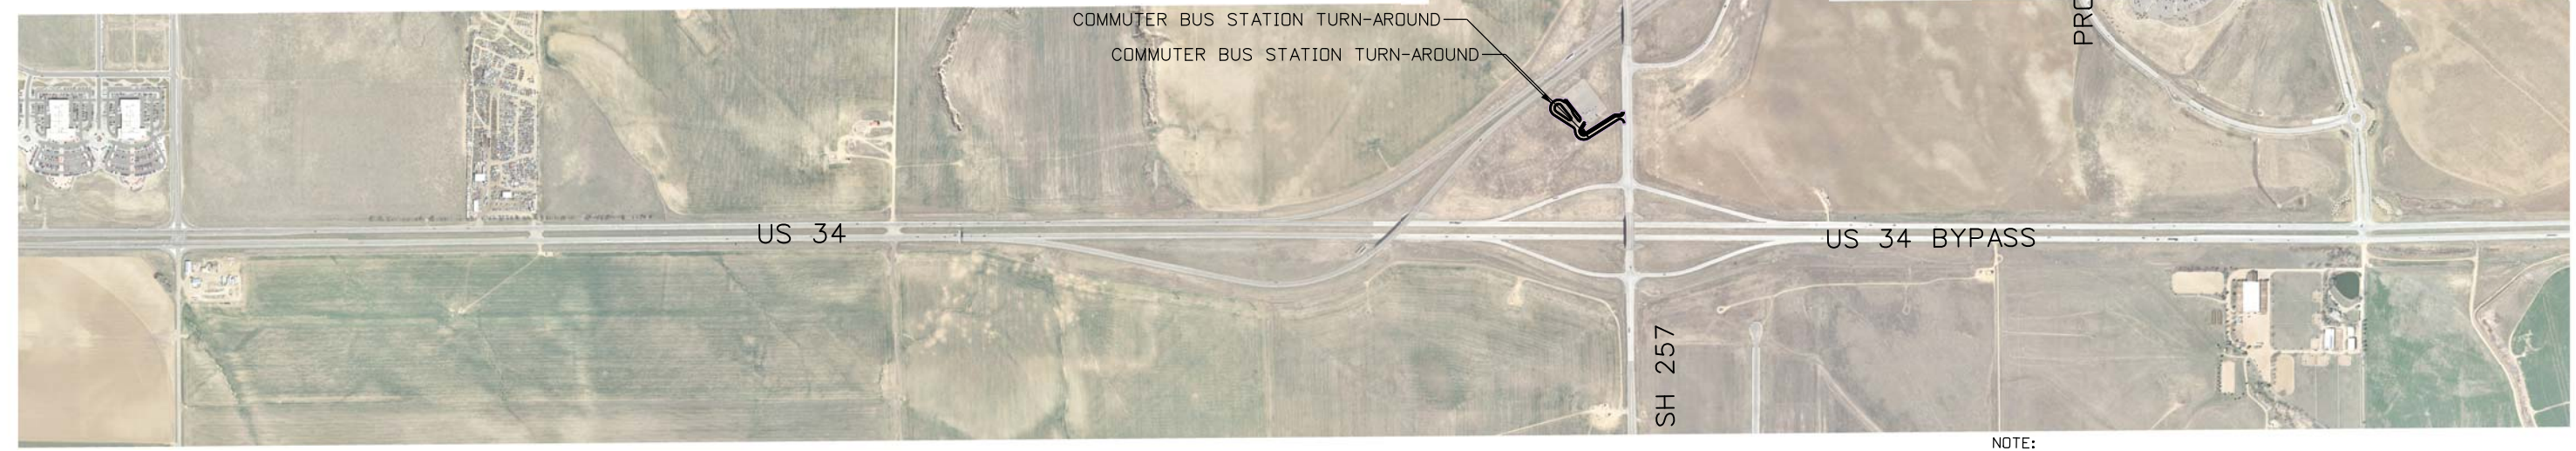 COMMUTER BUS STATION TURN-AROUND
COMMUTER BUS STATION TURN-AROUND
US 34
US 34 BYPASS
SH 257
NOTE: